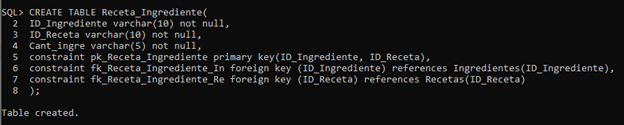 SQL> CREATE TABLE Receta_Ingrediente(
2 ID_Ingrediente varchar(10) not null,
3 ID_Receta varchar(10) not null,
4 Cant_ingre varchar(5) not null,
5 constraint pk_Receta_Ingrediente primary key(ID_Ingrediente, ID_Receta),
6 constraint fk_Receta_Ingrediente_In foreign key (ID_Ingrediente) references Ingredientes(ID_Ingrediente),
7 constraint fk_Receta_Ingrediente_Re foreign key (ID_Receta) references Recetas(ID_Receta)
8 );
Table created.